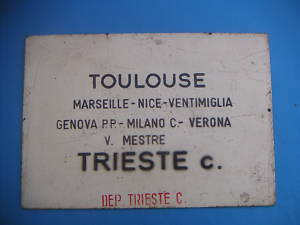 TOULOUSE
MARSEILLE-NICE-VENTIMIGLIA
GENOVA P.P.-MILANO C.-VERONA
V. MESTRE
TRIESTE c.
DEP. TRIESTE C.